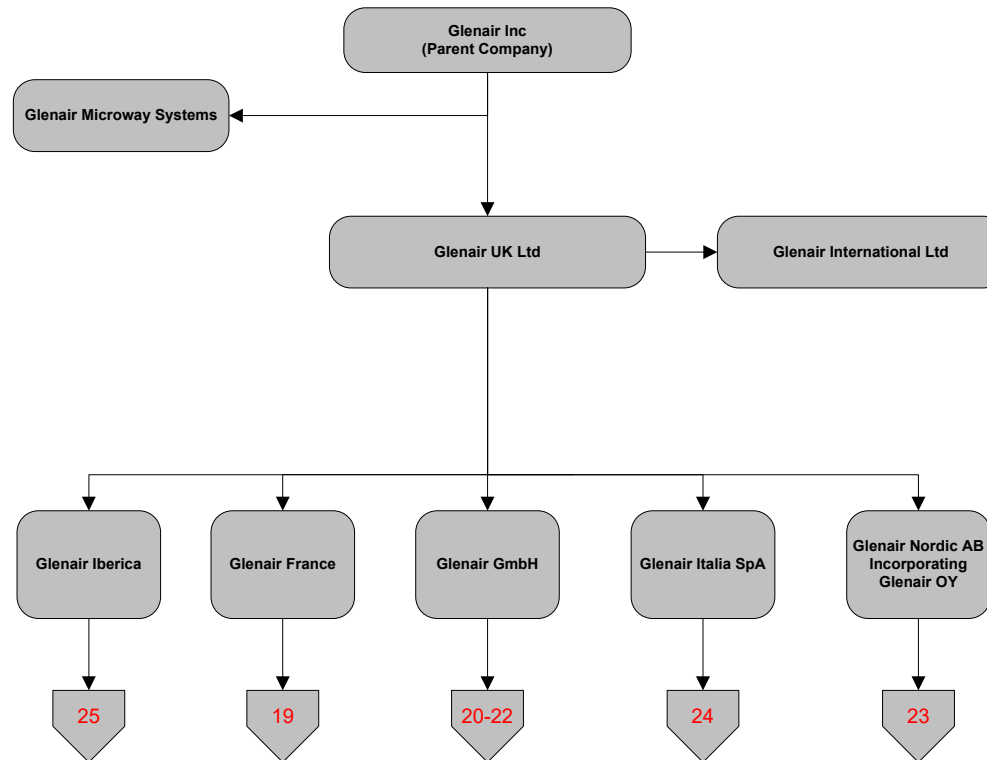 Glenair Inc
(Parent Company)
Glenair Microway Systems
Glenair UK Ltd
Glenair International Ltd
Glenair Iberica
Glenair France
Glenair GmbH
Glenair Italia SpA
Glenair Nordic AB
Incorporating
Glenair OY
25
19
20-22
24
23